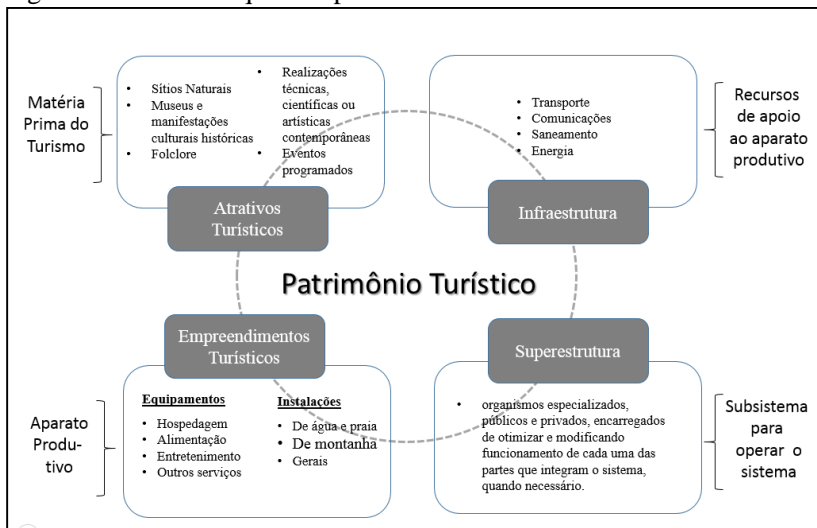 Matéria
Prima do
Turismo
• Sítios Naturais
• Museus e
manifestações
culturais históricas
• Folclore
• Realizações
técnicas,
científicas ou
artísticas
contemporâneas
• Eventos
programados
Atrativos
Turísticos
• Transporte
• Comunicações
• Saneamento
• Energia
Infraestrutura
Recursos
de apoio
ao aparato
produtivo
Patrimônio Turístico
Aparato
Produ-
tivo
Empreendimentos
Turísticos
Equipamentos
• Hospedagem
• Alimentação
• Entretenimento
• Outros serviços
Instalações
• De água e praia
• De montanha
• Gerais
Superestrutura
• organismos especializados,
públicos e privados, encarregados
de otimizar e modificando
funcionamento de cada uma das
partes que integram o sistema,
quando necessário.
Subsistema
para
operar o
sistema